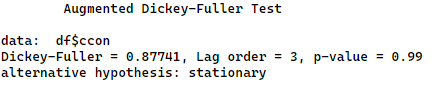 Augmented Dickey-Fuller Test
data:  df$ccon
Dickey-Fuller = 0.87741, Lag order = 3, p-value = 0.99
alternative hypothesis: stationary